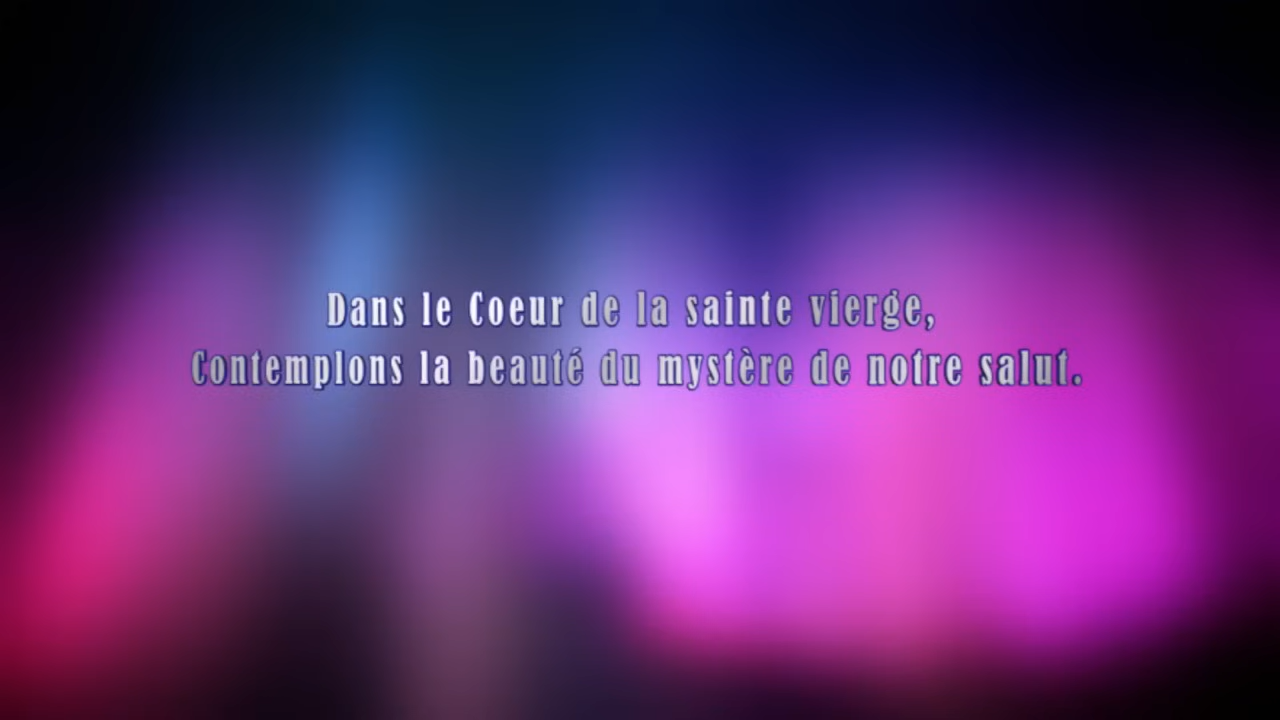 Dans le Coeur de la sainte vierge,
Contemplons la beauté du mystère de notre salut.